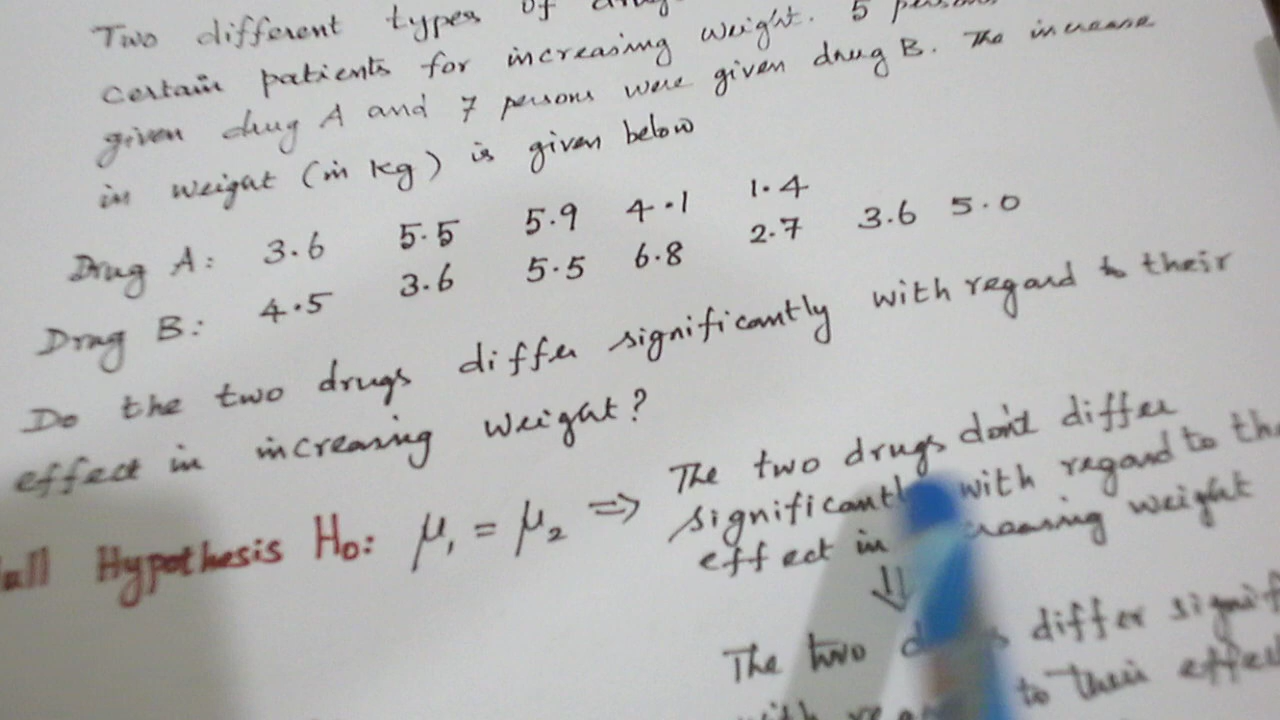 Two different types of drug
certain patients for increasing weight. 5 persons
given drug A and 7 persons were given drug B. The increase
in weight (in kg) is given below
Drug A: 3.6 5.5 5.9 4.1 1.4
Drug B: 4.5 3.6 5.5 6.8 2.7 3.6 5.0
Do the two drugs differ significantly with regard to their
effect in increasing weight?
Hypothesis H₀: μ₁ = μ₂ ⇒ The two drugs don't differ
significantly with regard to the
effect in weight
⇓
The two differ
to their